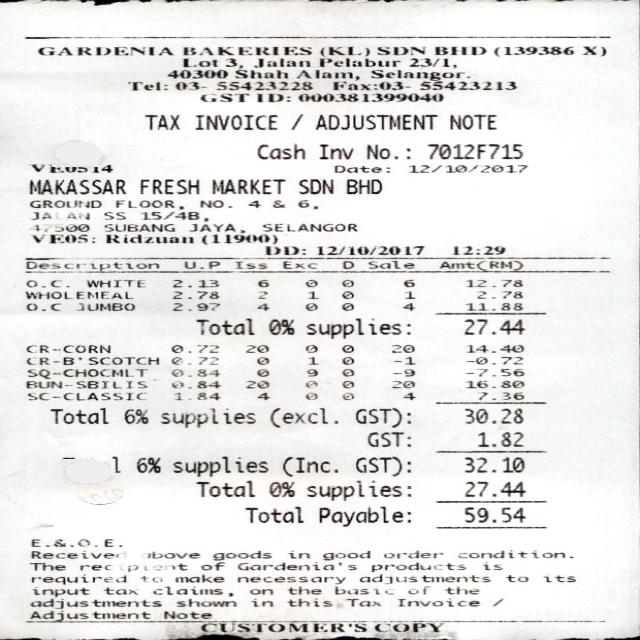 GARDENIA BAKERIES (KL) SDN BHD (139386 X)
Lot 3, Jalan Pelabur 23/1,
40300 Shah Alam, Selangor.
Tel: 03- 55423228 Fax:03- 55423213
GST ID: 000381399040
TAX INVOICE / ADJUSTMENT NOTE
Cash Inv No.: 7012F715
VE0514 Date: 12/10/2017
MAKASSAR FRESH MARKET SDN BHD
GROUND FLOOR, NO. 4 & 6,
JALAN SS 15/4B,
47500 SUBANG JAYA, SELANGOR
VE05: Ridzuan (11900)
DD: 12/10/2017 12:29
Description U.P Iss Exc D Sale Amt(RM)
O.C. WHITE 2.13 6 0 0 6 12.78
WHOLEMEAL 2.78 2 1 0 1 2.78
O.C JUMBO 2.97 4 0 0 4 11.88
Total 0% supplies: 27.44
CR-CORN 0.72 20 0 0 20 14.40
CR-B'SCOTCH 0.72 0 1 0 -1 -0.72
SQ-CHOCMLT 0.84 0 9 0 -9 -7.56
BUN-SBILIS 0.84 20 0 0 20 16.80
SC-CLASSIC 1.84 4 0 0 4 7.36
Total 6% supplies (excl. GST): 30.28
GST: 1.82
l 6% supplies (Inc. GST): 32.10
Total 0% supplies: 27.44
Total Payable: 59.54
E.&.O.E.
Received above goods in good order condition.
The recipient of Gardenia's products is
required to make necessary adjustments to its
input tax claims, on the basis of the
adjustments shown in this Tax Invoice /
Adjustment Note
CUSTOMER'S COPY